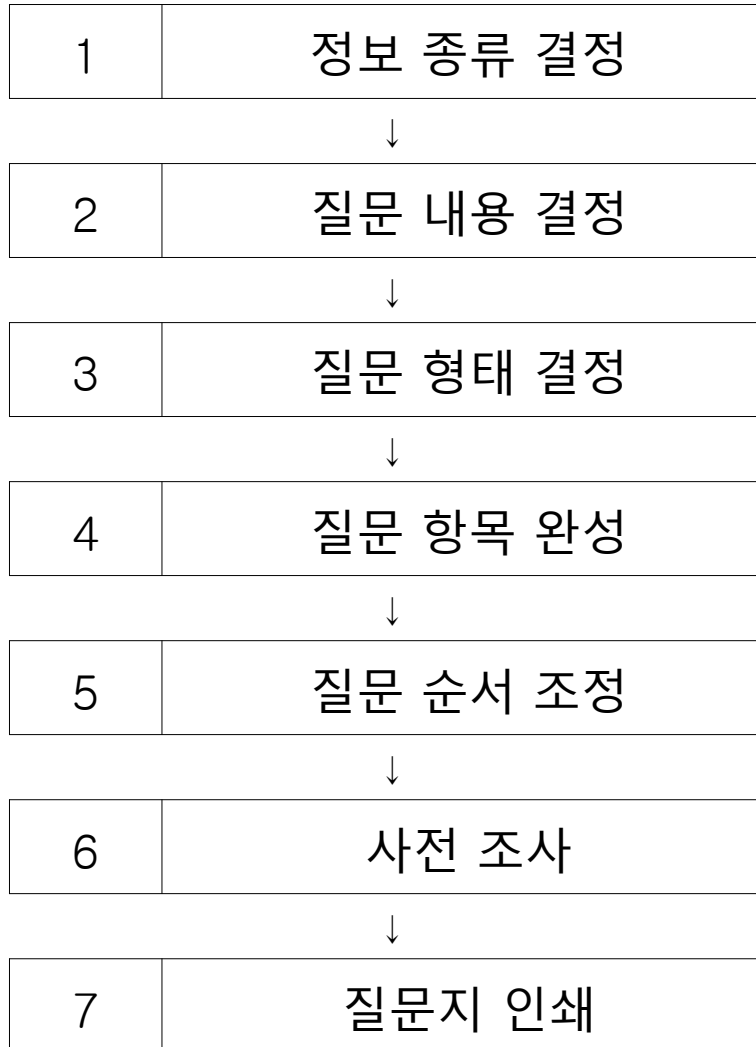 1 정보 종류 결정
↓
2 질문 내용 결정
↓
3 질문 형태 결정
↓
4 질문 항목 완성
↓
5 질문 순서 조정
↓
6 사전 조사
↓
7 질문지 인쇄